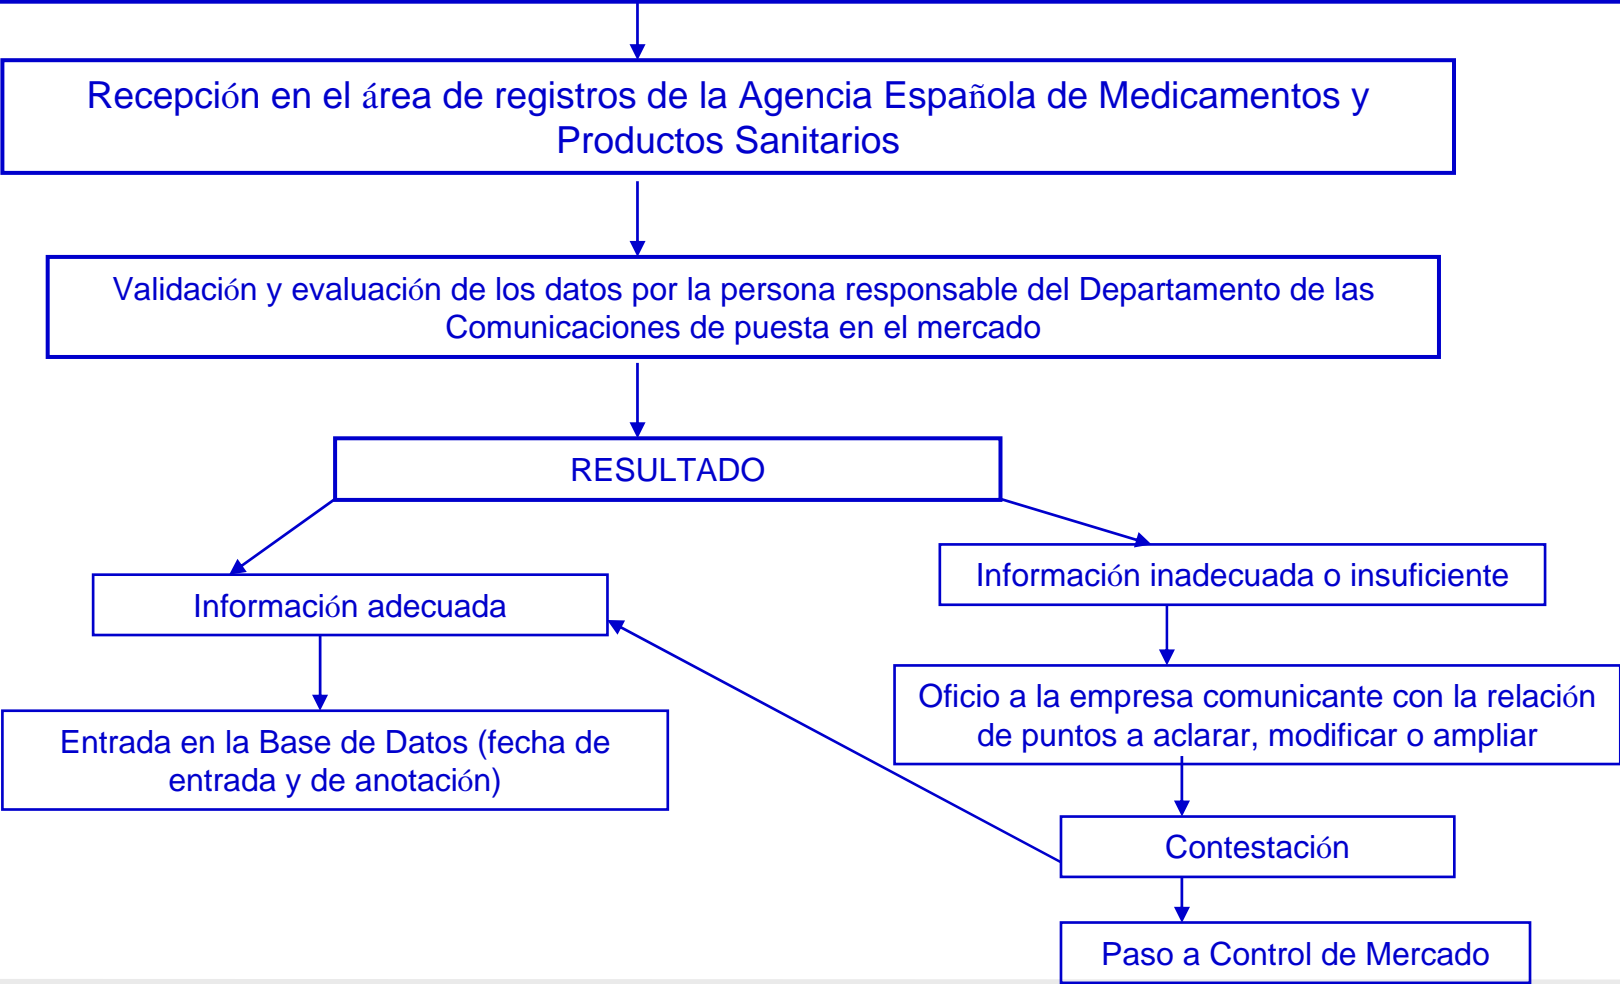 Recepción en el área de registros de la Agencia Española de Medicamentos y
Productos Sanitarios
Validación y evaluación de los datos por la persona responsable del Departamento de las
Comunicaciones de puesta en el mercado
RESULTADO
Información adecuada
Información inadecuada o insuficiente
Entrada en la Base de Datos (fecha de
entrada y de anotación)
Oficio a la empresa comunicante con la relación
de puntos a aclarar, modificar o ampliar
Contestación
Paso a Control de Mercado